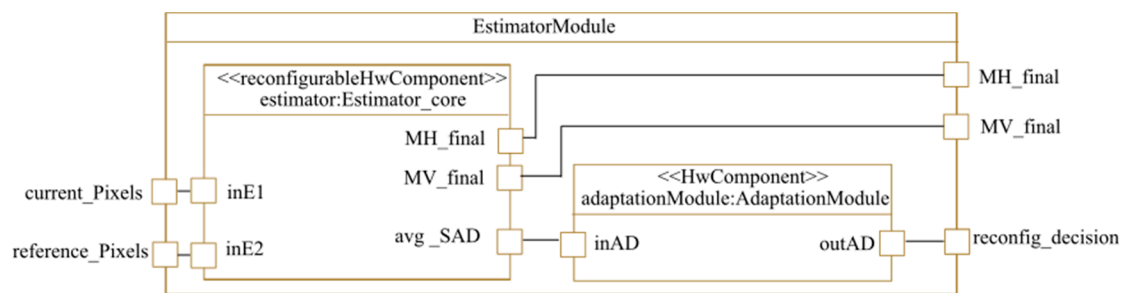 EstimatorModule
<<reconfigurableHwComponent>>
estimator:Estimator_core
MH_final
MH_final
MV_final
MV_final
<<HwComponent>>
adaptationModule:AdaptationModule
current_Pixels
inE1
reference_Pixels
inE2
avg _SAD
inAD
outAD
reconfig_decision